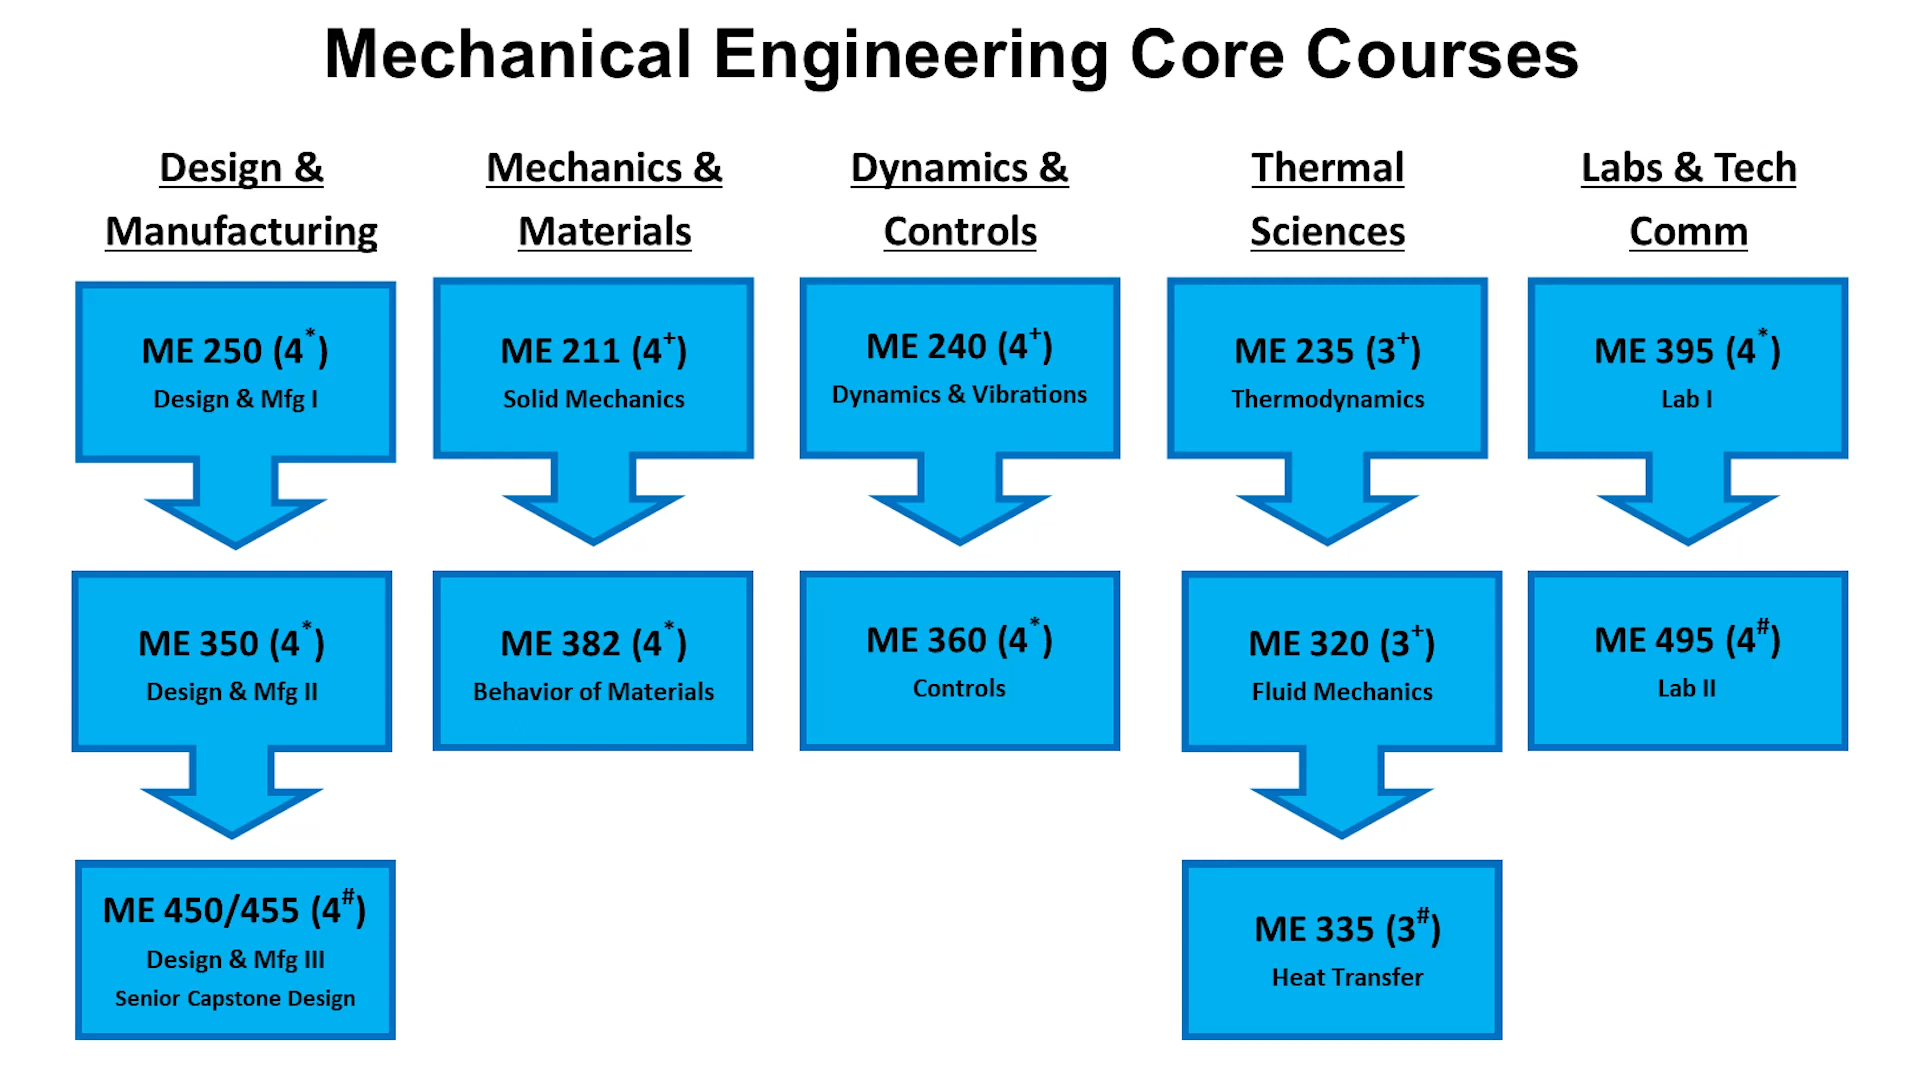 Mechanical Engineering Core Courses
Design &
Manufacturing
Mechanics &
Materials
Dynamics &
Controls
Thermal
Sciences
Labs & Tech
Comm
ME 250 (4*)
Design & Mfg I
ME 211 (4+)
Solid Mechanics
ME 240 (4+)
Dynamics & Vibrations
ME 235 (3+)
Thermodynamics
ME 395 (4*)
Lab I
ME 350 (4*)
Design & Mfg II
ME 382 (4*)
Behavior of Materials
ME 360 (4*)
Controls
ME 320 (3+)
Fluid Mechanics
ME 495 (4#)
Lab II
ME 450/455 (4#)
Design & Mfg III
Senior Capstone Design
ME 335 (3#)
Heat Transfer